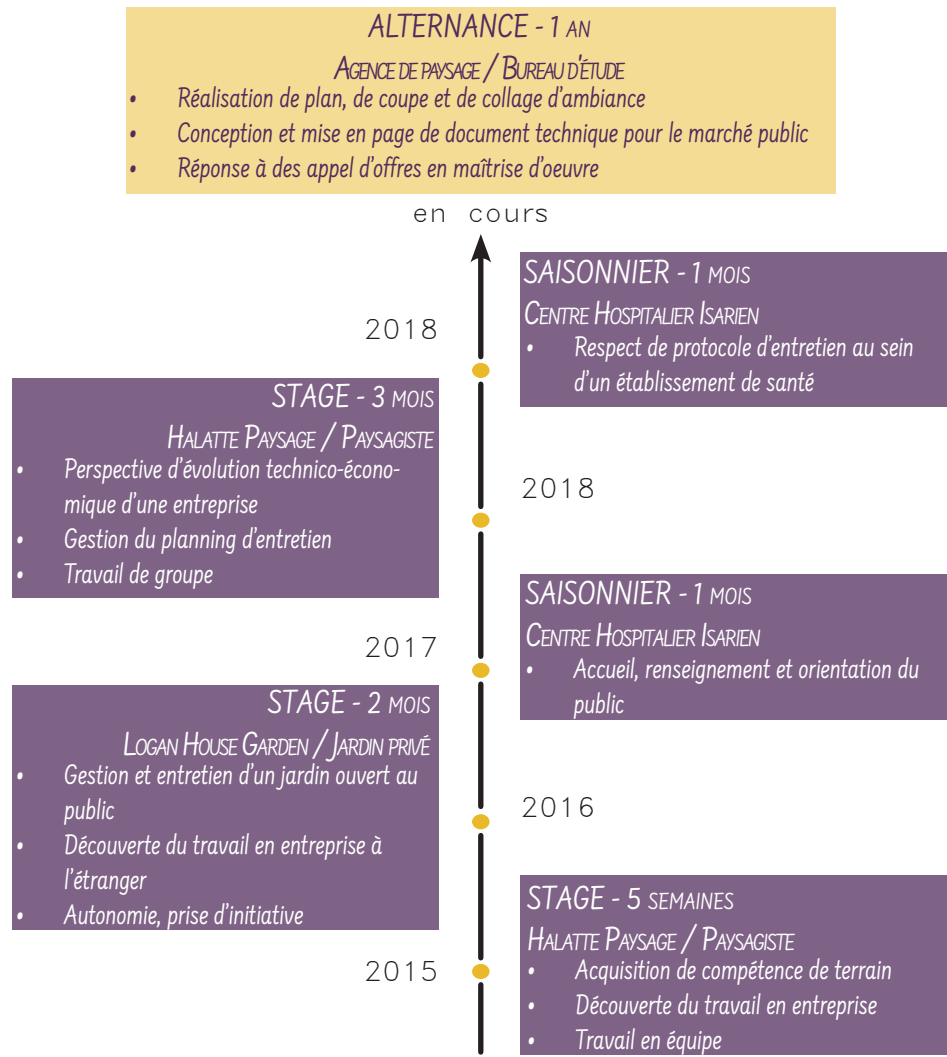 ALTERNANCE - 1 AN
AGENCE DE PAYSAGE / BUREAU D'ÉTUDE
• Réalisation de plan, de coupe et de collage d'ambiance
• Conception et mise en page de document technique pour le marché public
• Réponse à des appel d'offres en maîtrise d'oeuvre
en cours
SAISONNIER - 1 MOIS
CENTRE HOSPITALIER ISARIEN
• Respect de protocole d'entretien au sein
d'un établissement de santé
2018
STAGE - 3 MOIS
HALATTE PAYSAGE / PAYSAGISTE
• Perspective d'évolution technico-écono-
mique d'une entreprise
• Gestion du planning d'entretien
• Travail de groupe
2018
SAISONNIER - 1 MOIS
CENTRE HOSPITALIER ISARIEN
• Accueil, renseignement et orientation du
public
2017
STAGE - 2 MOIS
LOGAN HOUSE GARDEN / JARDIN PRIVÉ
• Gestion et entretien d'un jardin ouvert au
public
• Découverte du travail en entreprise à
l'étranger
• Autonomie, prise d'initiative
2016
STAGE - 5 SEMAINES
HALATTE PAYSAGE / PAYSAGISTE
• Acquisition de compétence de terrain
• Découverte du travail en entreprise
• Travail en équipe
2015